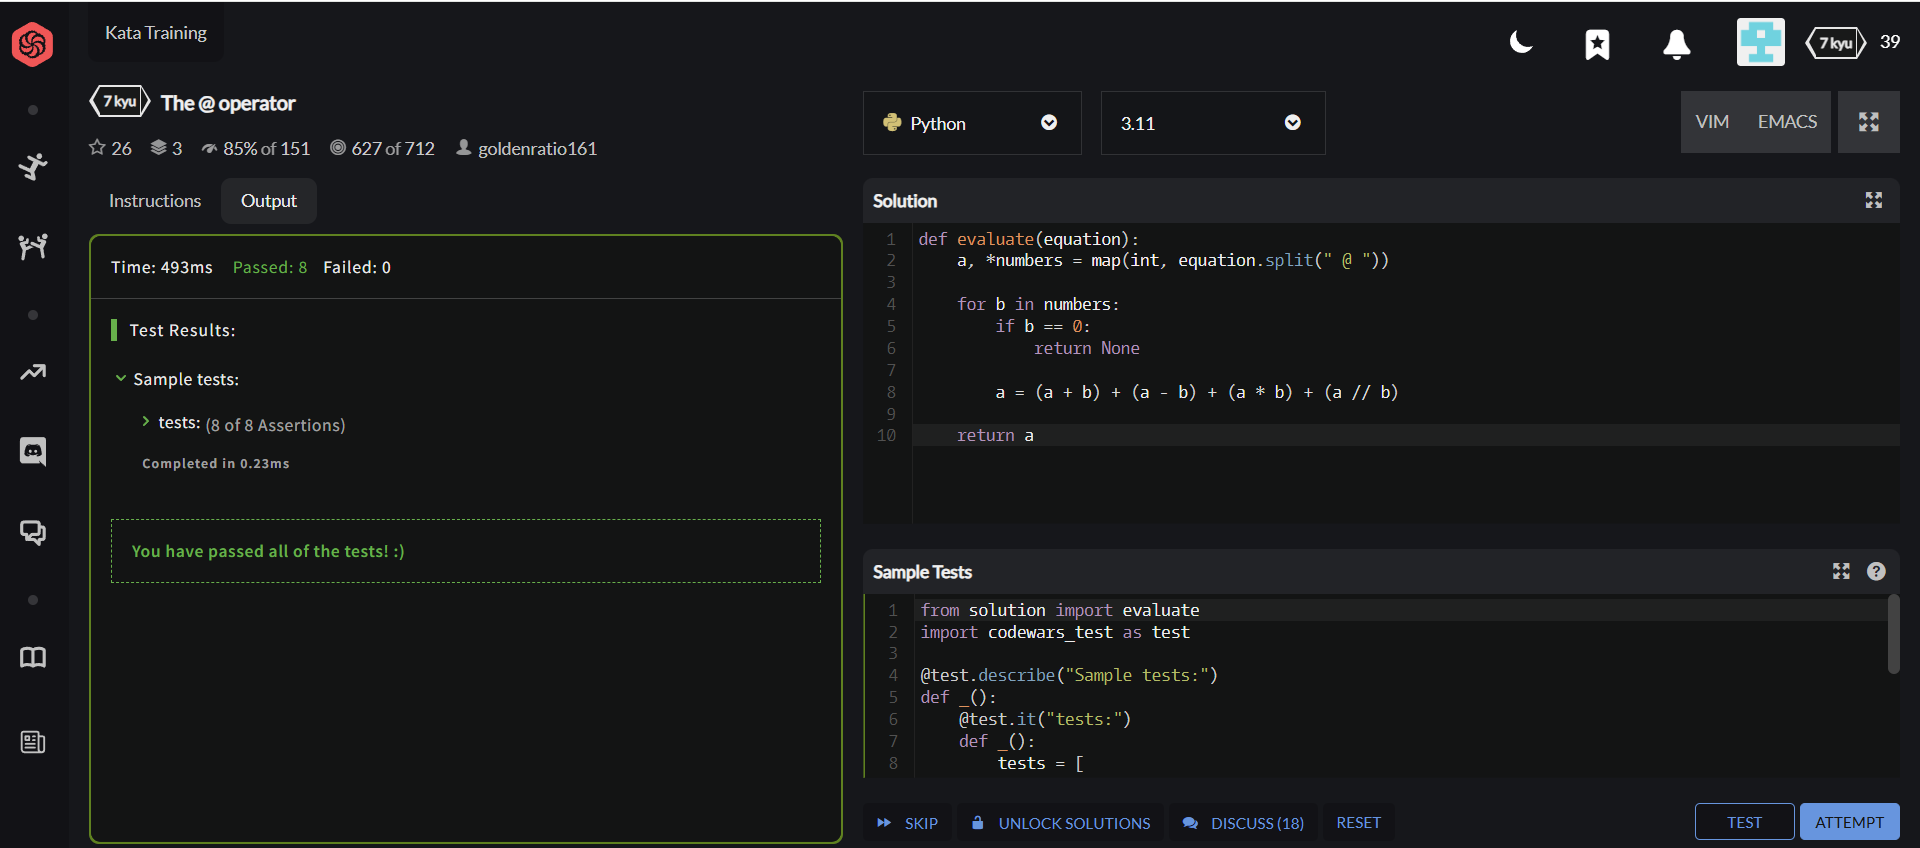 Kata Training
7 kyu
39
7 kyu The @ operator
26 3 85% of 151 627 of 712 goldenratio161
Instructions
Output
Time: 493ms Passed: 8 Failed: 0
Test Results:
Sample tests:
tests: (8 of 8 Assertions)
Completed in 0.23ms
You have passed all of the tests! :)
Python
3.11
VIM
EMACS
Solution
1 def evaluate(equation):
2 a, *numbers = map(int, equation.split(" @ "))
3
4 for b in numbers:
5 if b == 0:
6 return None
7
8 a = (a + b) + (a - b) + (a * b) + (a // b)
9
10 return a
Sample Tests
?
1 from solution import evaluate
2 import codewars_test as test
3
4 @test.describe("Sample tests:")
5 def _():
6 @test.it("tests:")
7 def _():
8 tests = [
SKIP
UNLOCK SOLUTIONS
DISCUSS (18)
RESET
TEST
ATTEMPT